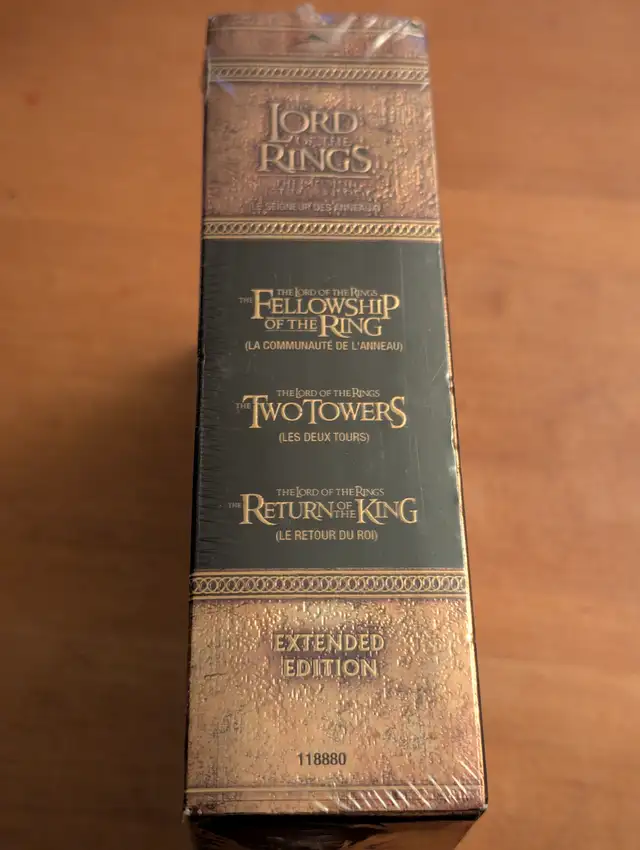 LORD
OF THE
RINGS
LE SEIGNEUR DES ANNEAUX
THE LORD OF THE RINGS
THE FELLOWSHIP
OF THE RING
(LA COMMUNAUTÉ DE L'ANNEAU)
THE LORD OF THE RINGS
THE TWO TOWERS
(LES DEUX TOURS)
THE LORD OF THE RINGS
THE RETURN OF THE KING
(LE RETOUR DU ROI)
EXTENDED
EDITION
118880